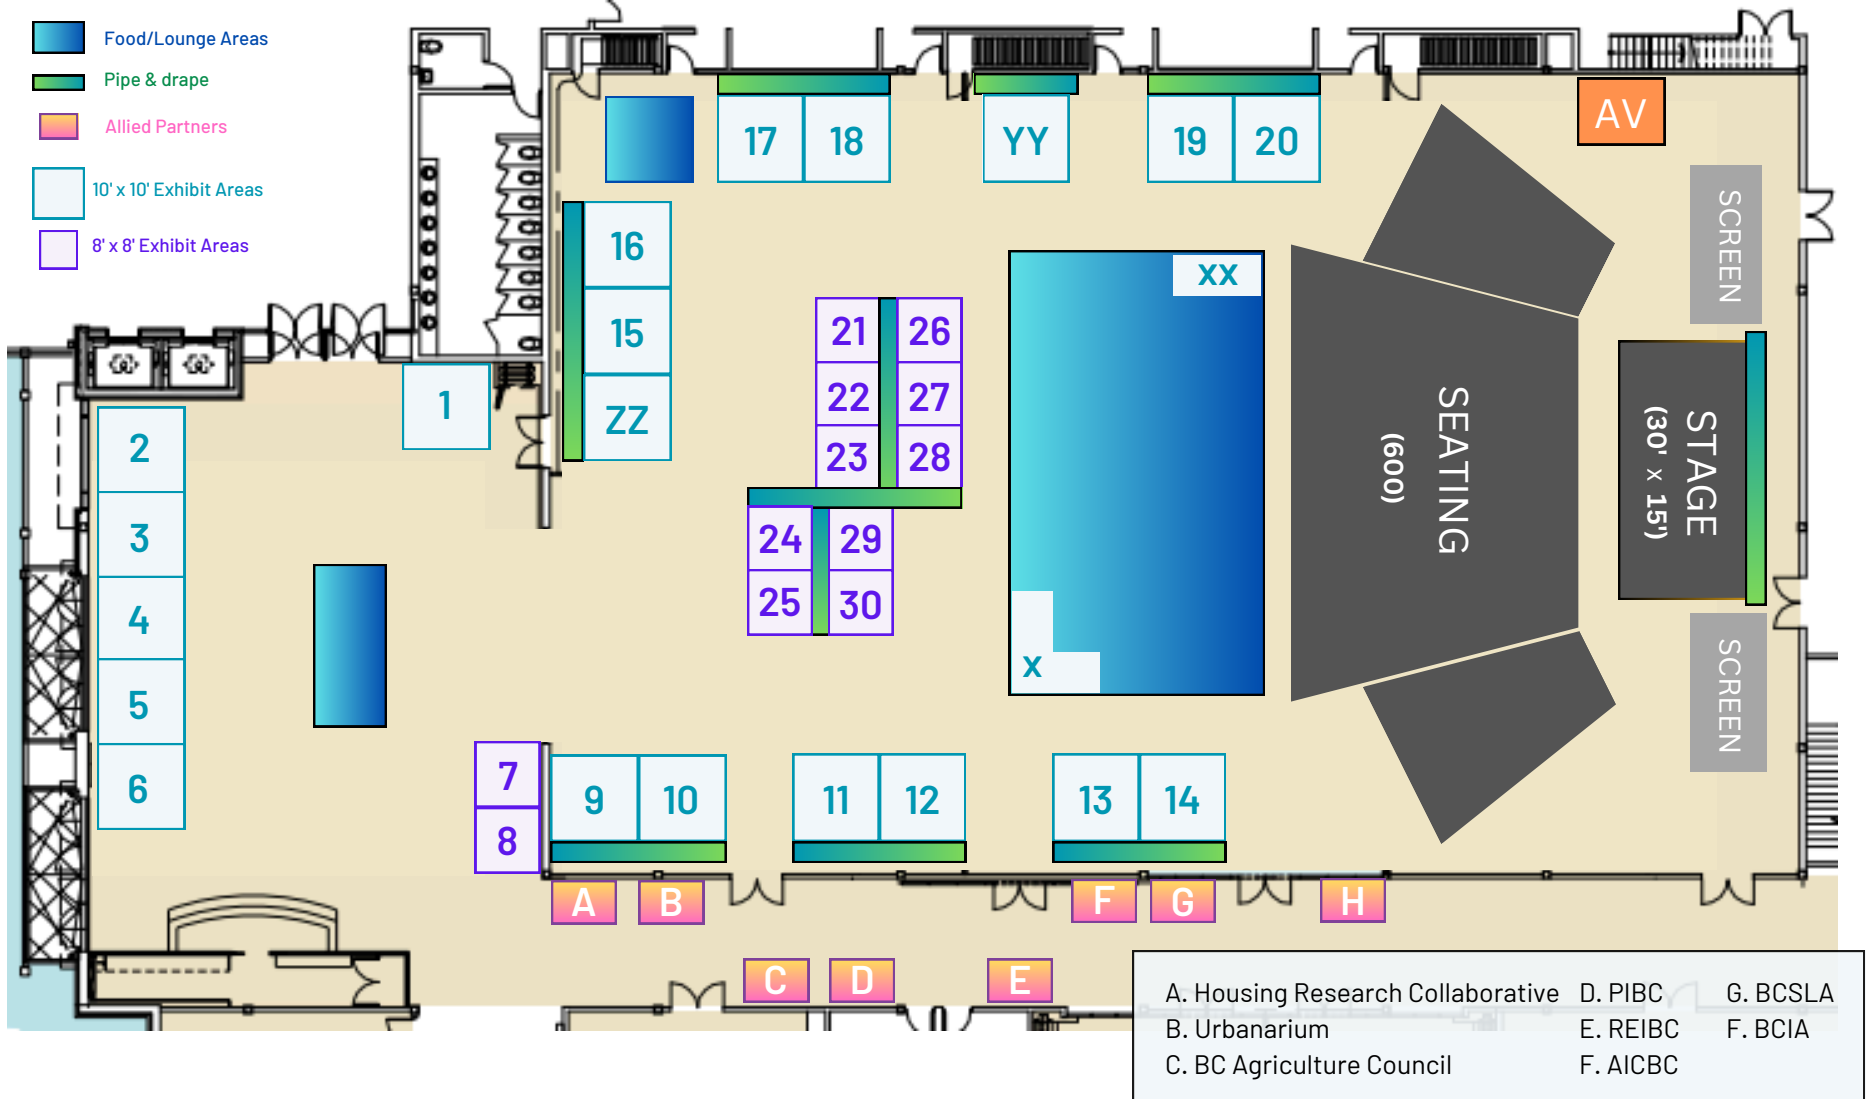 Food/Lounge Areas
Pipe & drape
Allied Partners
10' x 10' Exhibit Areas
8' x 8' Exhibit Areas
17
18
YY
19
20
AV
16
15
ZZ
1
2
3
4
5
6
21
22
23
26
27
28
24
25
29
30
XX
X
SEATING
(600)
STAGE
(30' x 15')
SCREEN
SCREEN
7
8
9
10
11
12
13
14
A
B
C
D
E
F
G
H
A. Housing Research Collaborative
B. Urbanarium
C. BC Agriculture Council
D. PIBC
E. REIBC
F. AICBC
G. BCSLA
F. BCIA